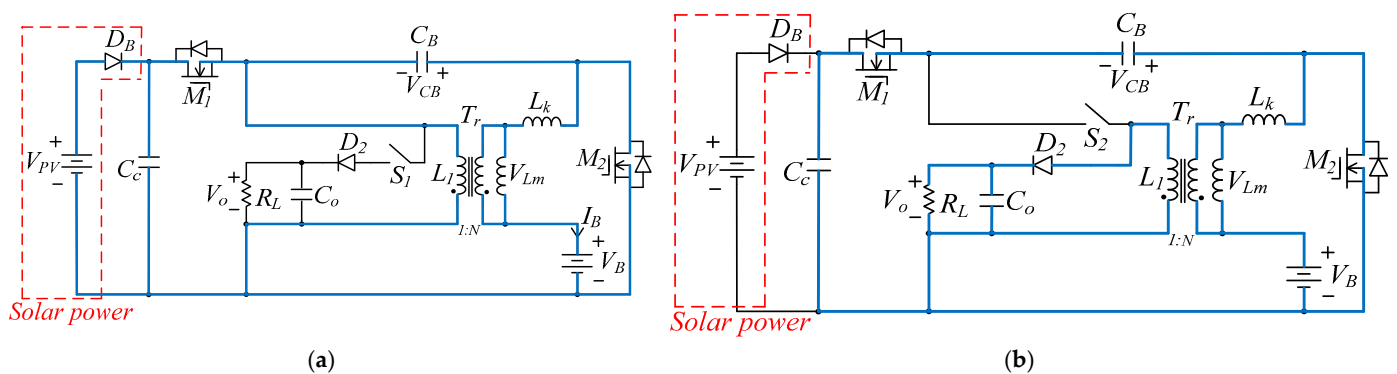 D_B
M_1
C_B
− V_CB +
L_k
T_r
D_2
S_1
M_2
+
V_PV
−
C_c
+
V_o
−
R_L
C_o
L_1
V_Lm
1:N
I_B
+
V_B
−
Solar power
(a)
D_B
M_1
C_B
− V_CB +
L_k
T_r
S_2
D_2
M_2
+
V_PV
−
C_c
+
V_o
−
R_L
C_o
L_1
V_Lm
1:N
+
V_B
−
Solar power
(b)